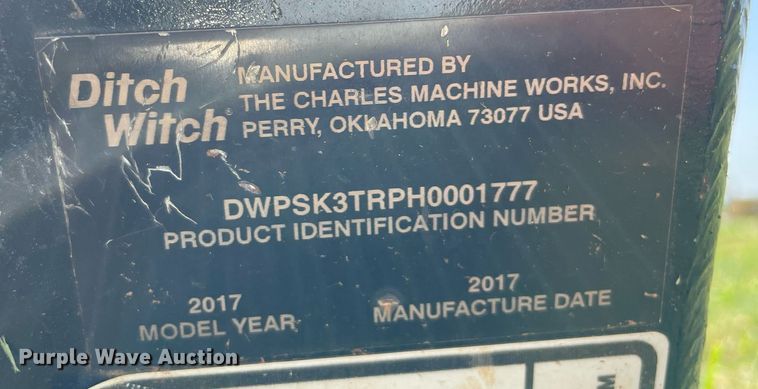 Ditch Witch®
MANUFACTURED BY
THE CHARLES MACHINE WORKS, INC.
PERRY, OKLAHOMA 73077 USA
DWPSK3TRPH0001777
PRODUCT IDENTIFICATION NUMBER
2017
MODEL YEAR
2017
MANUFACTURE DATE
Purple Wave Auction